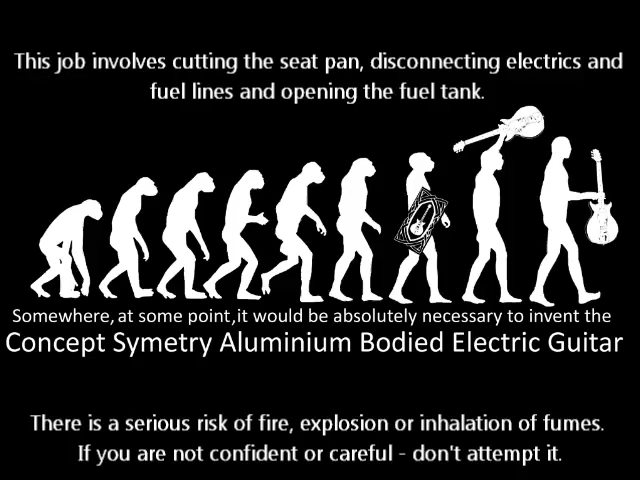 This job involves cutting the seat pan, disconnecting electrics and
fuel lines and opening the fuel tank.
Somewhere, at some point,it would be absolutely necessary to invent the
Concept Symetry Aluminium Bodied Electric Guitar
There is a serious risk of fire, explosion or inhalation of fumes.
If you are not confident or careful - don't attempt it.